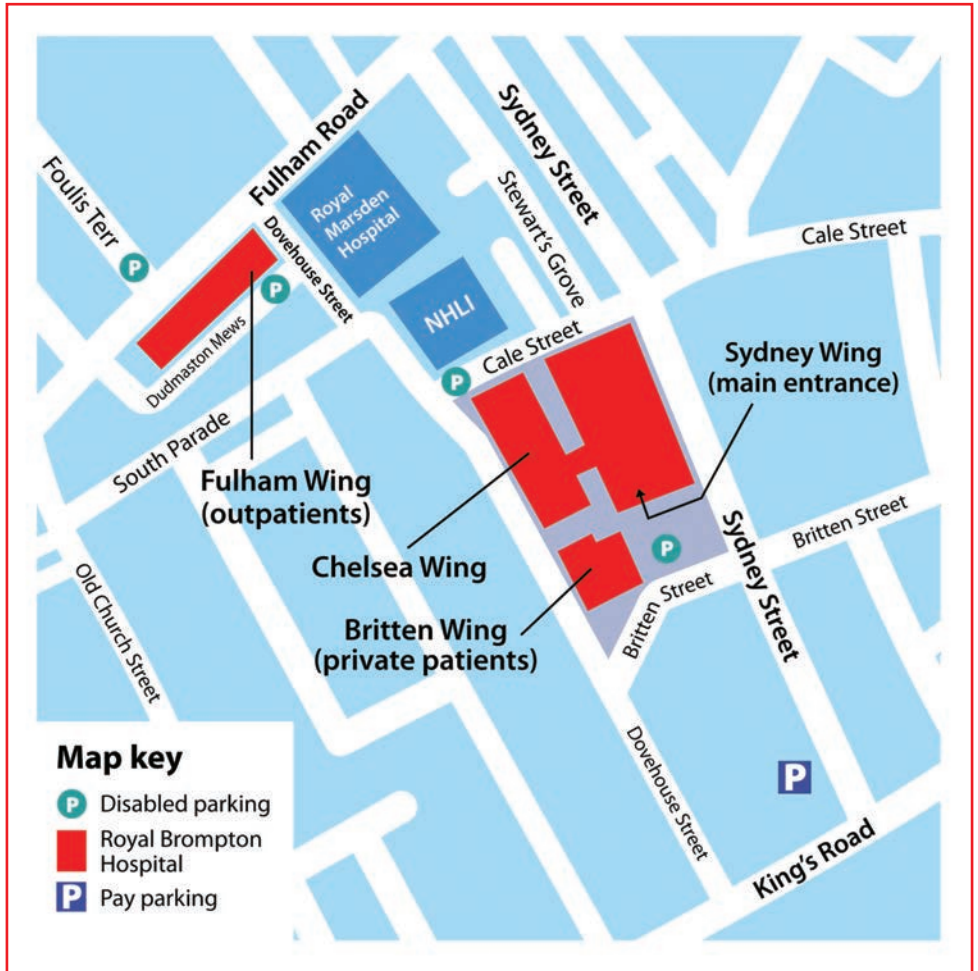 Fulham Road
Sydney Street
Foulis Terr
Royal
Marsden
Hospital
Stewart's Grove
Cale Street
Dovehouse Street
P
P
NHLI
Dudmaston Mews
Cale Street
P
Sydney Wing
(main entrance)
South Parade
Fulham Wing
(outpatients)
Chelsea Wing
Britten Wing
(private patients)
P
Sydney Street
Britten Street
Britten Street
Old Church Street
Dovehouse Street
P
King's Road
Map key
P Disabled parking
Royal Brompton
Hospital
P Pay parking